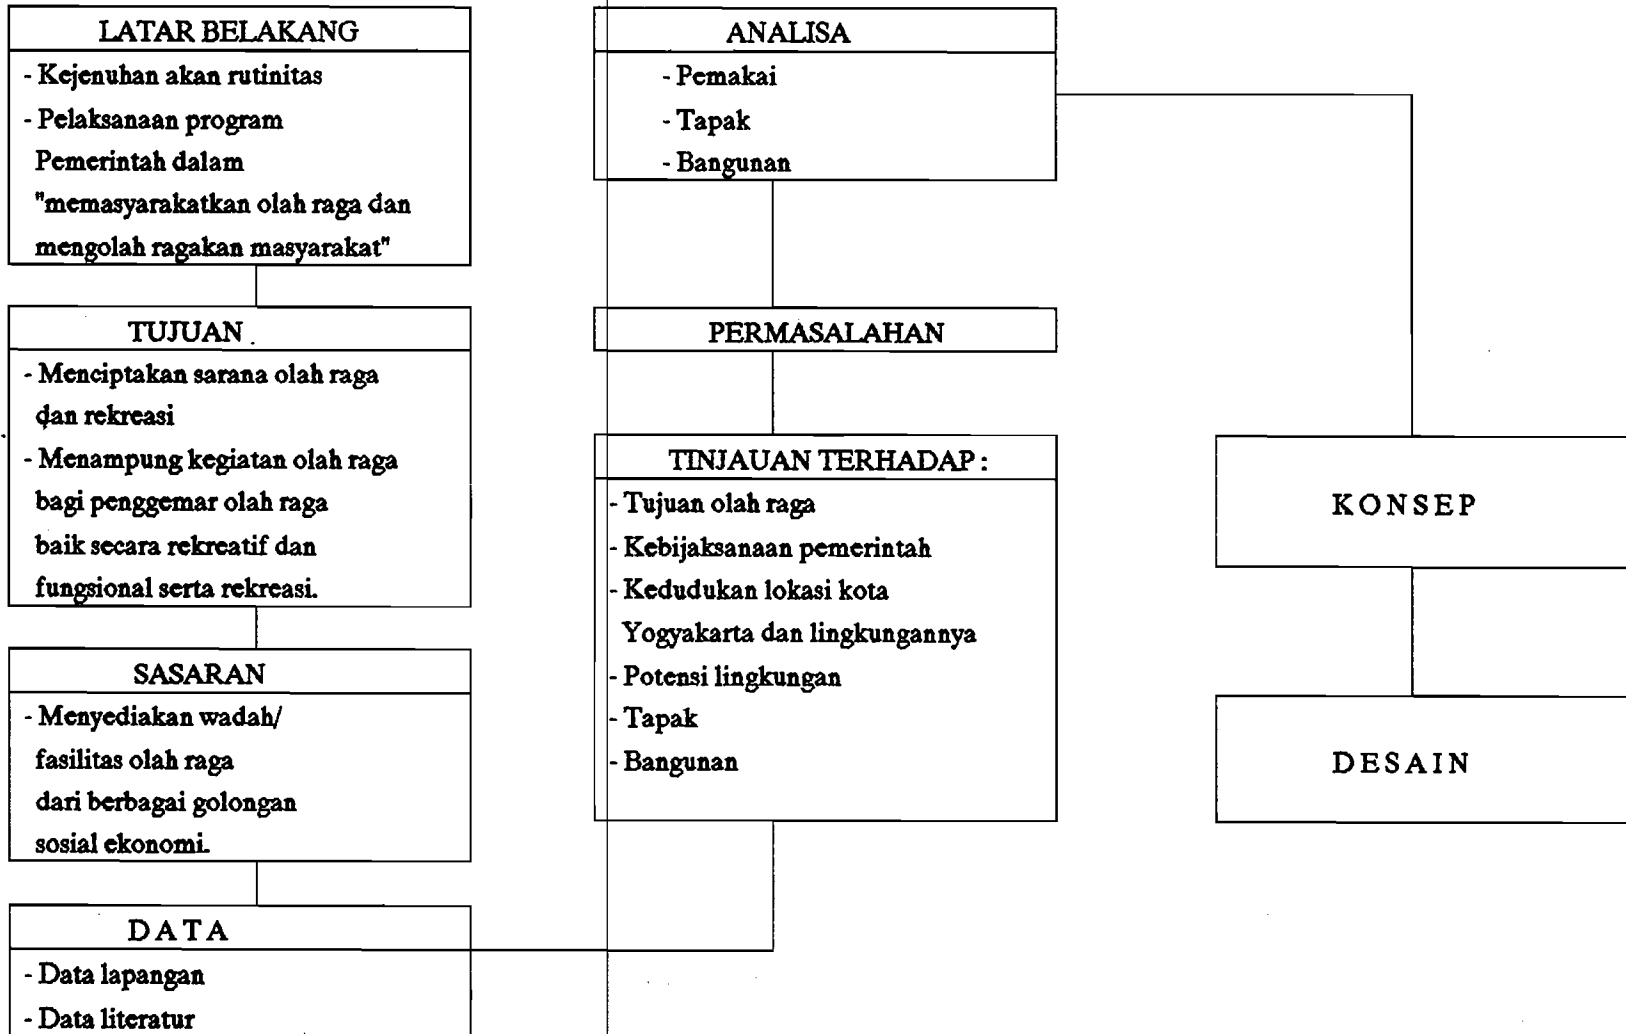 LATAR BELAKANG
- Kejenuhan akan rutinitas
- Pelaksanaan program
Pemerintah dalam
"memasyarakatkan olah raga dan
mengolah ragakan masyarakat"
TUJUAN
- Menciptakan sarana olah raga
dan rekreasi
- Menampung kegiatan olah raga
bagi penggemar olah raga
baik secara rekreatif dan
fungsional serta rekreasi.
SASARAN
- Menyediakan wadah/
fasilitas olah raga
dari berbagai golongan
sosial ekonomi.
DATA
- Data lapangan
- Data literatur
ANALISA
- Pemakai
- Tapak
- Bangunan
PERMASALAHAN
TINJAUAN TERHADAP :
- Tujuan olah raga
- Kebijaksanaan pemerintah
- Kedudukan lokasi kota
Yogyakarta dan lingkungannya
- Potensi lingkungan
- Tapak
- Bangunan
KONSEP
DESAIN